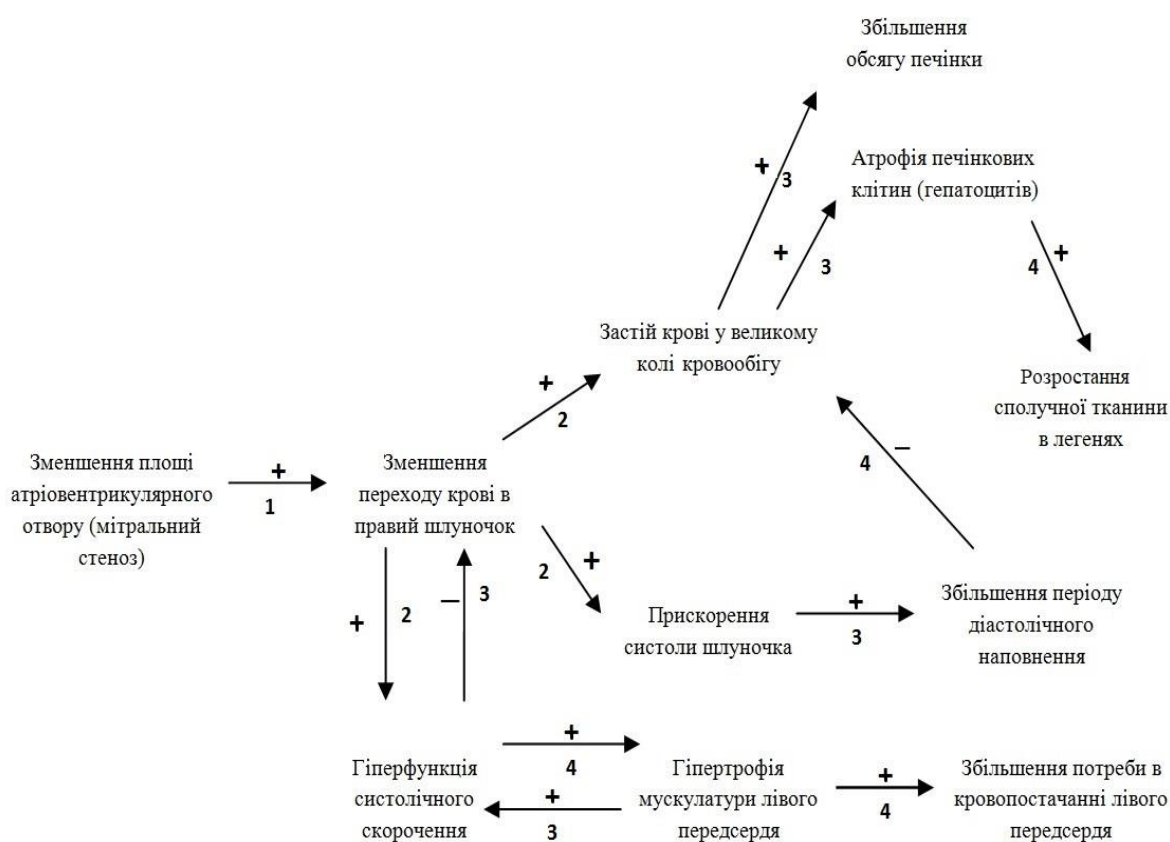 Збільшення
обсягу печінки
+
3
Атрофія печінкових
клітин (гепатоцитів)
+
3
4 +
Застій крові у великому
колі кровообігу
Розростання
сполучної тканини
в легенях
+
2
4 –
Зменшення площі
атріовентрикулярного
отвору (мітральний
стеноз)
+
1
Зменшення
переходу крові в
правий шлуночок
2 +
+ 2
– 3
Прискорення
систоли шлуночка
+
3
Збільшення періоду
діастолічного
наповнення
Гіперфункція
систолічного
скорочення
+
4
+
3
Гіпертрофія
мускулатури лівого
передсердя
+
4
Збільшення потреби в
кровопостачанні лівого
передсердя